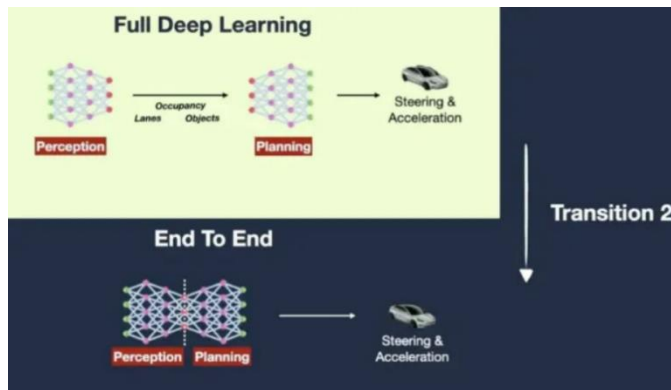 Full Deep Learning
Occupancy
Lanes Objects
Perception
Planning
Steering &
Acceleration
Transition 2
End To End
Perception
Planning
Steering &
Acceleration